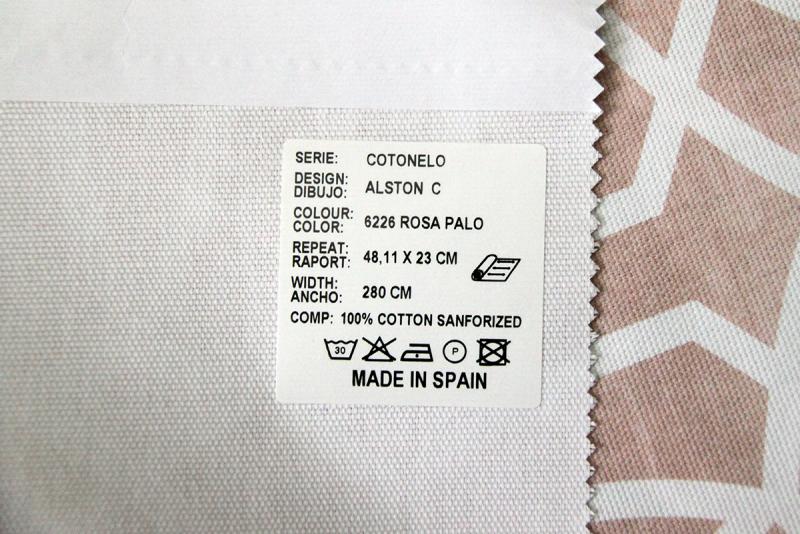 SERIE: COTONELO
DESIGN:
DIBUJO: ALSTON C
COLOUR:
COLOR: 6226 ROSA PALO
REPEAT:
RAPORT: 48,11 X 23 CM
WIDTH:
ANCHO: 280 CM
COMP: 100% COTTON SANFORIZED
30 P
MADE IN SPAIN